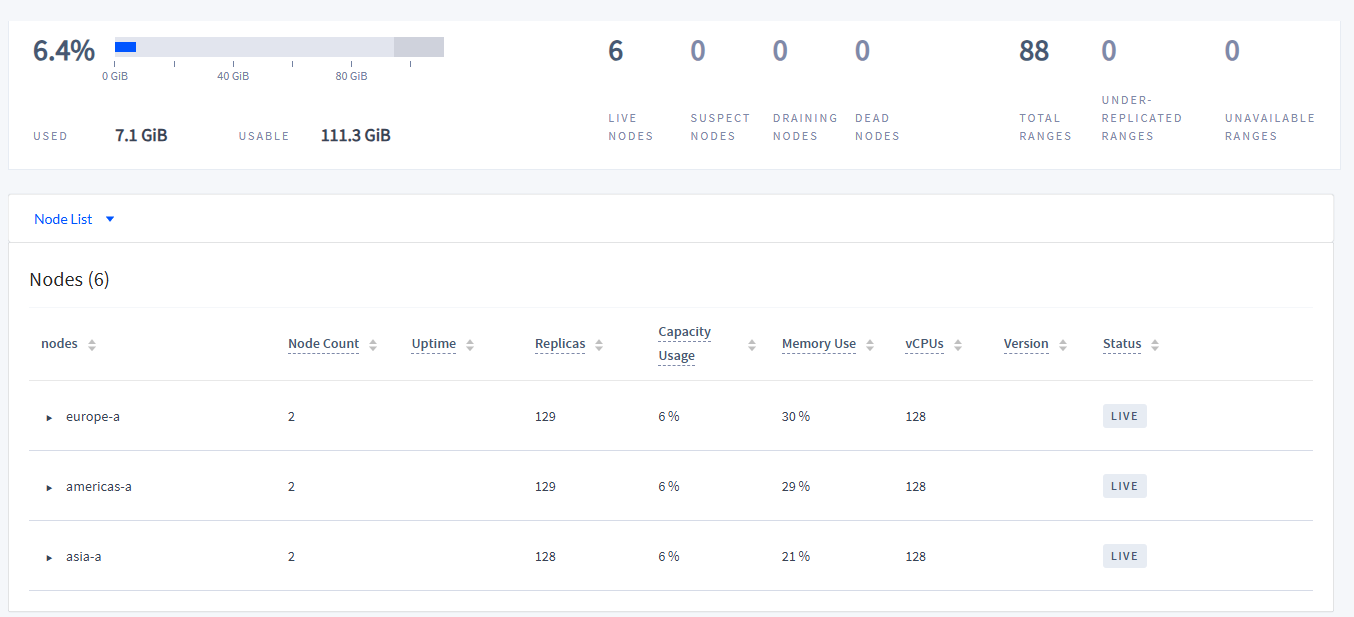 6.4%
0 GiB 40 GiB 80 GiB
USED 7.1 GiB USABLE 111.3 GiB
6 0 0 0
LIVE NODES
SUSPECT NODES
DRAINING NODES
DEAD NODES
88 0 0
TOTAL RANGES
UNDER-REPLICATED RANGES
UNAVAILABLE RANGES
Node List
Nodes (6)
nodes Node Count Uptime Replicas Capacity Usage Memory Use vCPUs Version Status
europe-a 2 129 6 % 30 % 128 LIVE
americas-a 2 129 6 % 29 % 128 LIVE
asia-a 2 128 6 % 21 % 128 LIVE